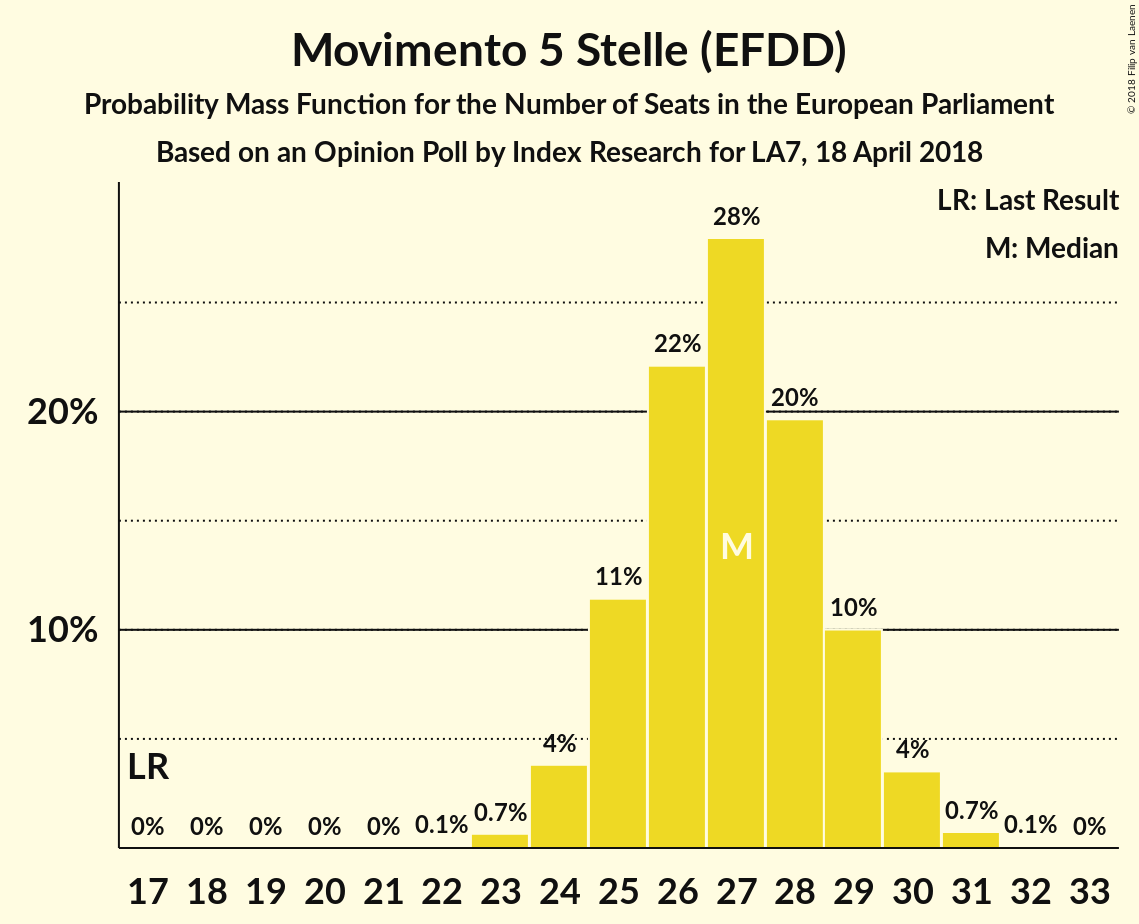 Movimento 5 Stelle (EFDD)
Probability Mass Function for the Number of Seats in the European Parliament
Based on an Opinion Poll by Index Research for LA7, 18 April 2018
© 2018 Filip van Laenen
LR: Last Result
M: Median
28%
22%
20%
20%
11%
M
10%
10%
4%
4%
LR
0% 0% 0% 0% 0% 0.1% 0.7% 0.7% 0.1% 0%
17 18 19 20 21 22 23 24 25 26 27 28 29 30 31 32 33